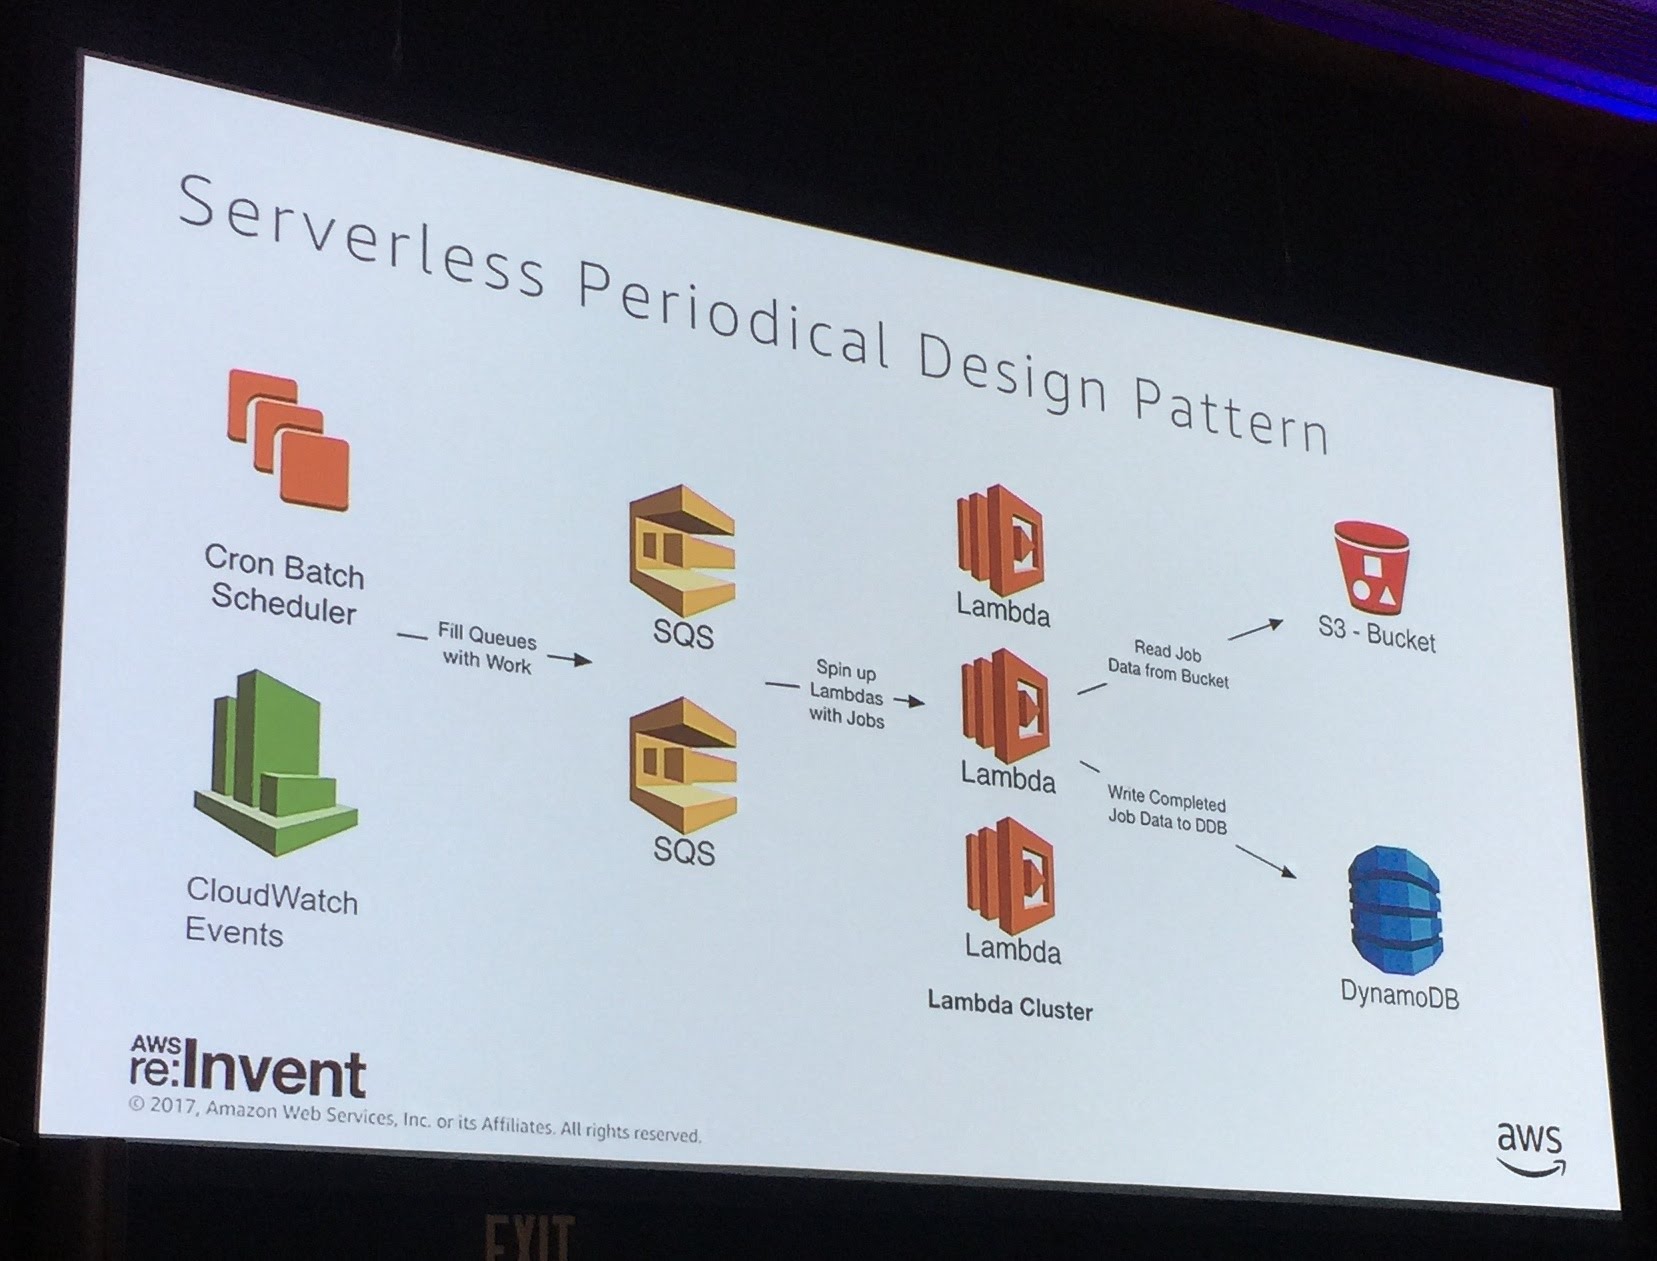 Serverless Periodical Design Pattern
Cron Batch
Scheduler
Fill Queues
with Work
CloudWatch
Events
SQS
SQS
Spin up
Lambdas
with Jobs
Lambda
Lambda
Lambda
Lambda Cluster
Read Job
Data from Bucket
Write Completed
Job Data to DDB
S3 - Bucket
DynamoDB
AWS
re:Invent
© 2017, Amazon Web Services, Inc. or its Affiliates. All rights reserved.
aws
EXIT